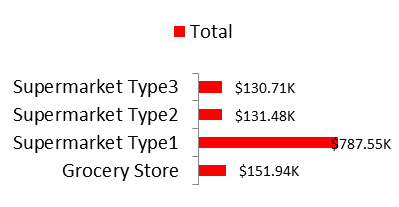 Total
Supermarket Type3 $130.71K
Supermarket Type2 $131.48K
Supermarket Type1 $787.55K
Grocery Store $151.94K